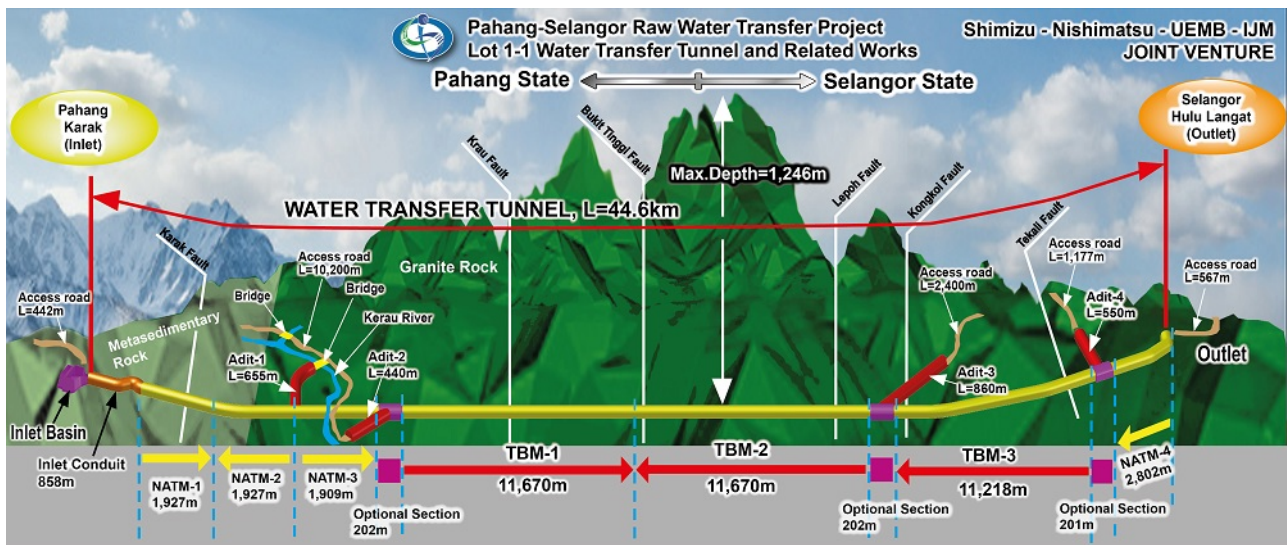 Pahang-Selangor Raw Water Transfer Project
Lot 1-1 Water Transfer Tunnel and Related Works
Shimizu - Nishimatsu - UEMB - IJM
JOINT VENTURE
Pahang State
Selangor State
Pahang
Karak
(Inlet)
Selangor
Hulu Langat
(Outlet)
Krau Fault
Bukit Tinggi Fault
Max.Depth=1,246m
Lepoh Fault
Kongkoi Fault
Tekali Fault
WATER TRANSFER TUNNEL, L=44.6km
Karak Fault
Access road
L=10,200m
Granite Rock
Access road
L=1,177m
Access road
L=567m
Access road
L=442m
Bridge
Bridge
Access road
L=2,400m
Adit-4
L=550m
Metasedimentary
Rock
Kerau River
Adit-1
L=655m
Adit-2
L=440m
Adit-3
L=860m
Outlet
Inlet Basin
Inlet Conduit
858m
NATM-1
1,927m
NATM-2
1,927m
NATM-3
1,909m
TBM-1
11,670m
TBM-2
11,670m
TBM-3
11,218m
NATM-4
2,802m
Optional Section
202m
Optional Section
202m
Optional Section
201m